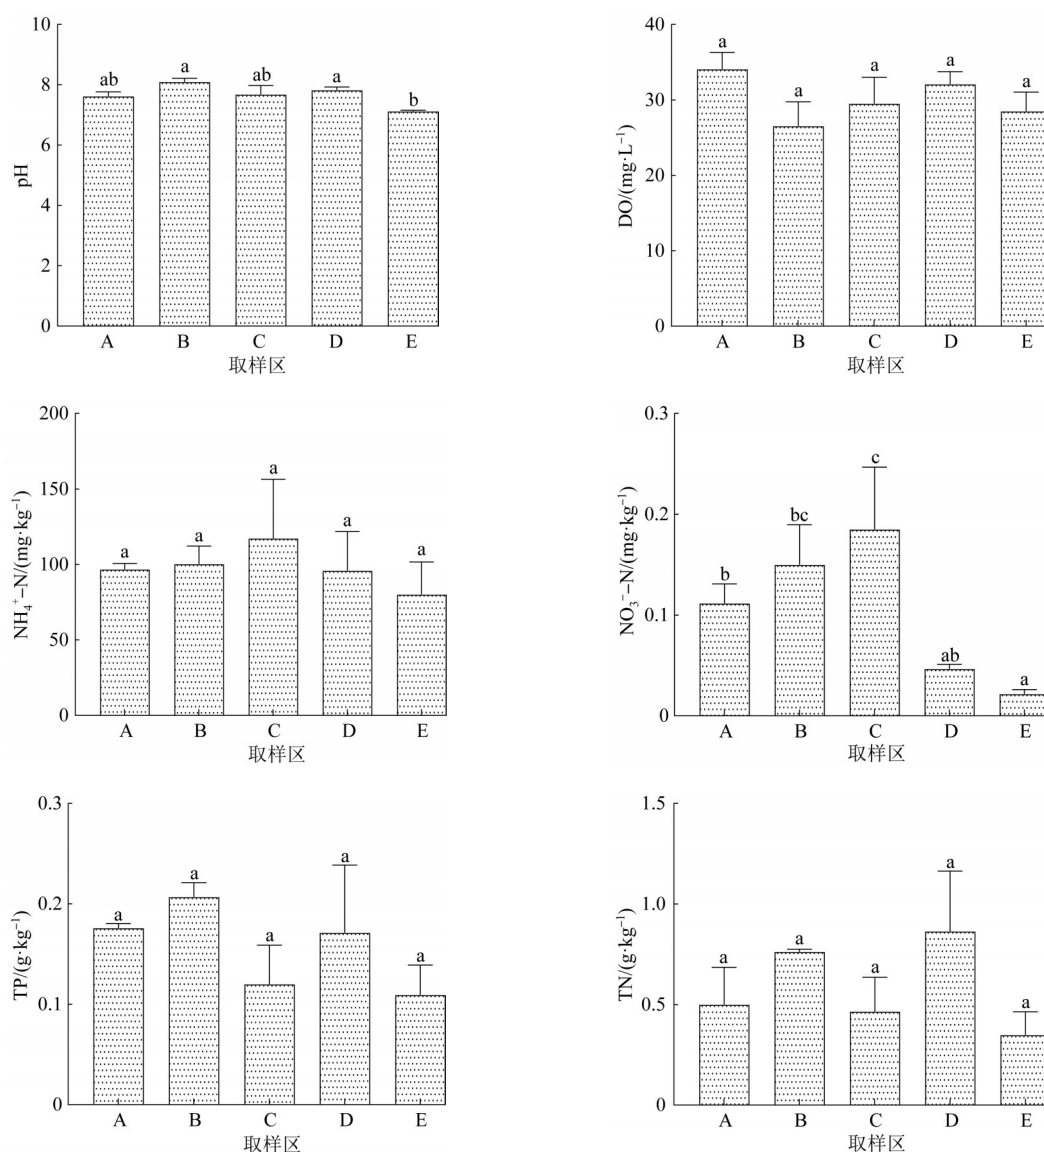 10
8
6
4
2
0
pH
ab
a
ab
a
b
A B C D E
取样区
40
30
20
10
0
DO/(mg·L⁻¹)
a
a
a
a
a
A B C D E
取样区
200
150
100
50
0
NH₄⁺−N/(mg·kg⁻¹)
a
a
a
a
a
A B C D E
取样区
0.3
0.2
0.1
0
NO₃⁻−N/(mg·kg⁻¹)
b
bc
c
ab
a
A B C D E
取样区
0.3
0.2
0.1
0
TP/(g·kg⁻¹)
a
a
a
a
a
A B C D E
取样区
1.5
1.0
0.5
0
TN/(g·kg⁻¹)
a
a
a
a
a
A B C D E
取样区